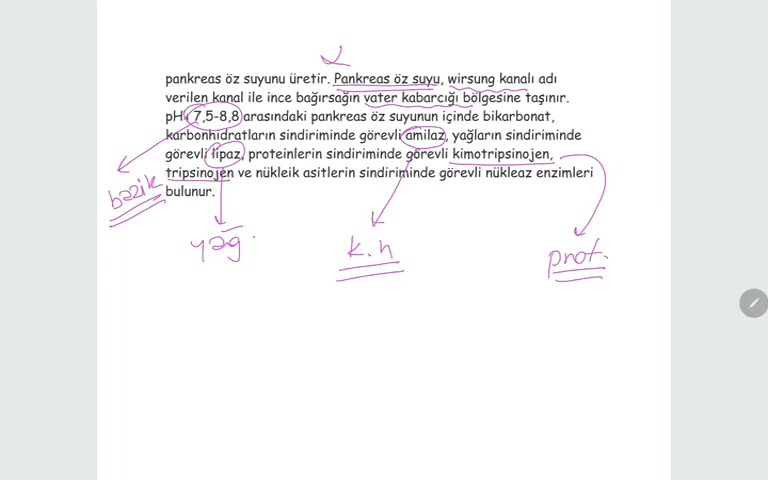 pankreas öz suyunu üretir. Pankreas öz suyu, wirsung kanalı adı
verilen kanal ile ince bağırsağın vater kabarcığı bölgesine taşınır.
pH'ı 7,5-8,8 arasındaki pankreas öz suyunun içinde bikarbonat,
karbonhidratların sindiriminde görevli amilaz, yağların sindiriminde
görevli lipaz, proteinlerin sindiriminde görevli kimotripsinojen,
tripsinojen ve nükleik asitlerin sindiriminde görevli nükleaz enzimleri
bulunur.
bazik
yağ
k.h
prot.